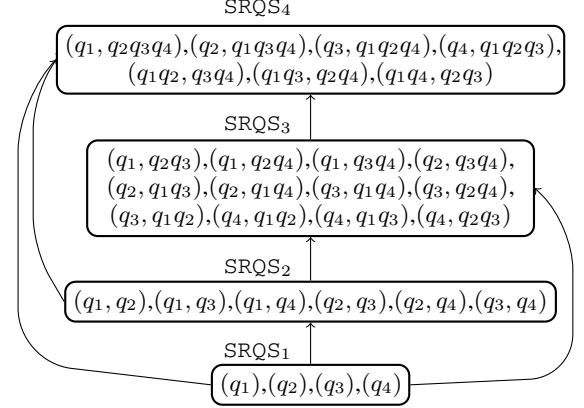 SRQS₄
(q₁, q₂q₃q₄),(q₂, q₁q₃q₄),(q₃, q₁q₂q₄),(q₄, q₁q₂q₃),
(q₁q₂, q₃q₄),(q₁q₃, q₂q₄),(q₁q₄, q₂q₃)
SRQS₃
(q₁, q₂q₃),(q₁, q₂q₄),(q₁, q₃q₄),(q₂, q₃q₄),
(q₂, q₁q₃),(q₂, q₁q₄),(q₃, q₁q₄),(q₃, q₂q₄),
(q₃, q₁q₂),(q₄, q₁q₂),(q₄, q₁q₃),(q₄, q₂q₃)
SRQS₂
(q₁, q₂),(q₁, q₃),(q₁, q₄),(q₂, q₃),(q₂, q₄),(q₃, q₄)
SRQS₁
(q₁),(q₂),(q₃),(q₄)